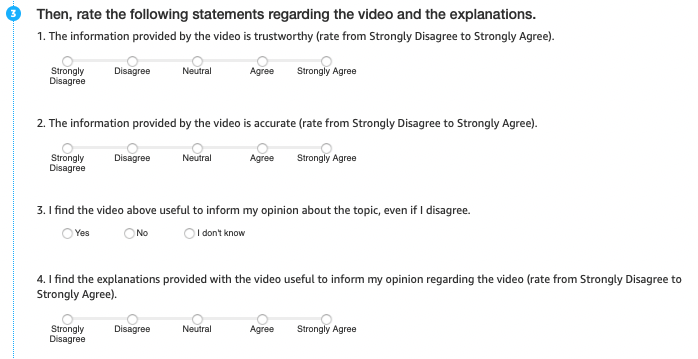 3 Then, rate the following statements regarding the video and the explanations.
1. The information provided by the video is trustworthy (rate from Strongly Disagree to Strongly Agree).
Strongly Disagree Neutral Agree Strongly Agree
Disagree
2. The information provided by the video is accurate (rate from Strongly Disagree to Strongly Agree).
Strongly Disagree Neutral Agree Strongly Agree
Disagree
3. I find the video above useful to inform my opinion about the topic, even if I disagree.
Yes No I don't know
4. I find the explanations provided with the video useful to inform my opinion regarding the video (rate from Strongly Disagree to
Strongly Agree).
Strongly Disagree Neutral Agree Strongly Agree
Disagree